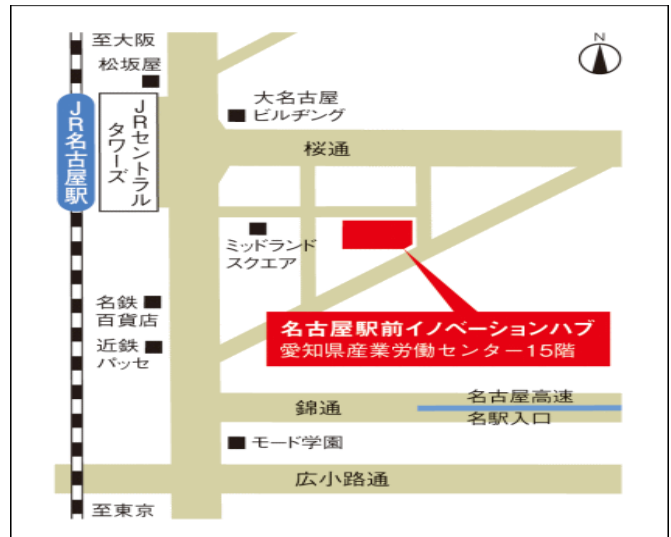 至大阪
松坂屋
N
大名古屋
ビルヂング
JR名古屋駅
JRセントラル
タワーズ
桜通
ミッドランド
スクエア
名鉄
百貨店
近鉄
パッセ
名古屋駅前イノベーションハブ
愛知県産業労働センター15階
名古屋高速
錦通
名駅入口
モード学園
広小路通
至東京